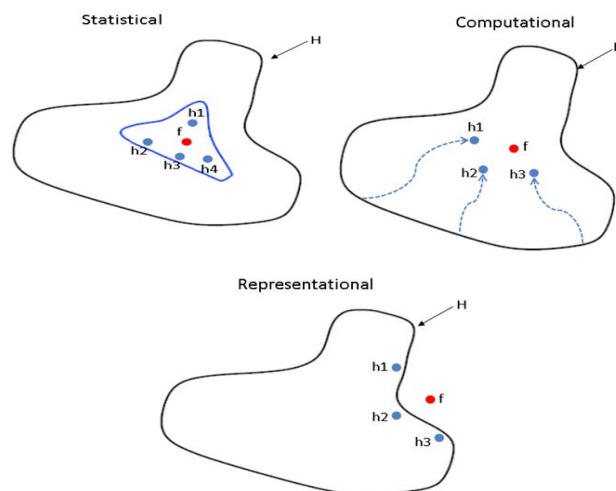 Statistical
H
h1
f
h2
h3
h4
Computational
h1
f
h2
h3
Representational
H
h1
f
h2
h3